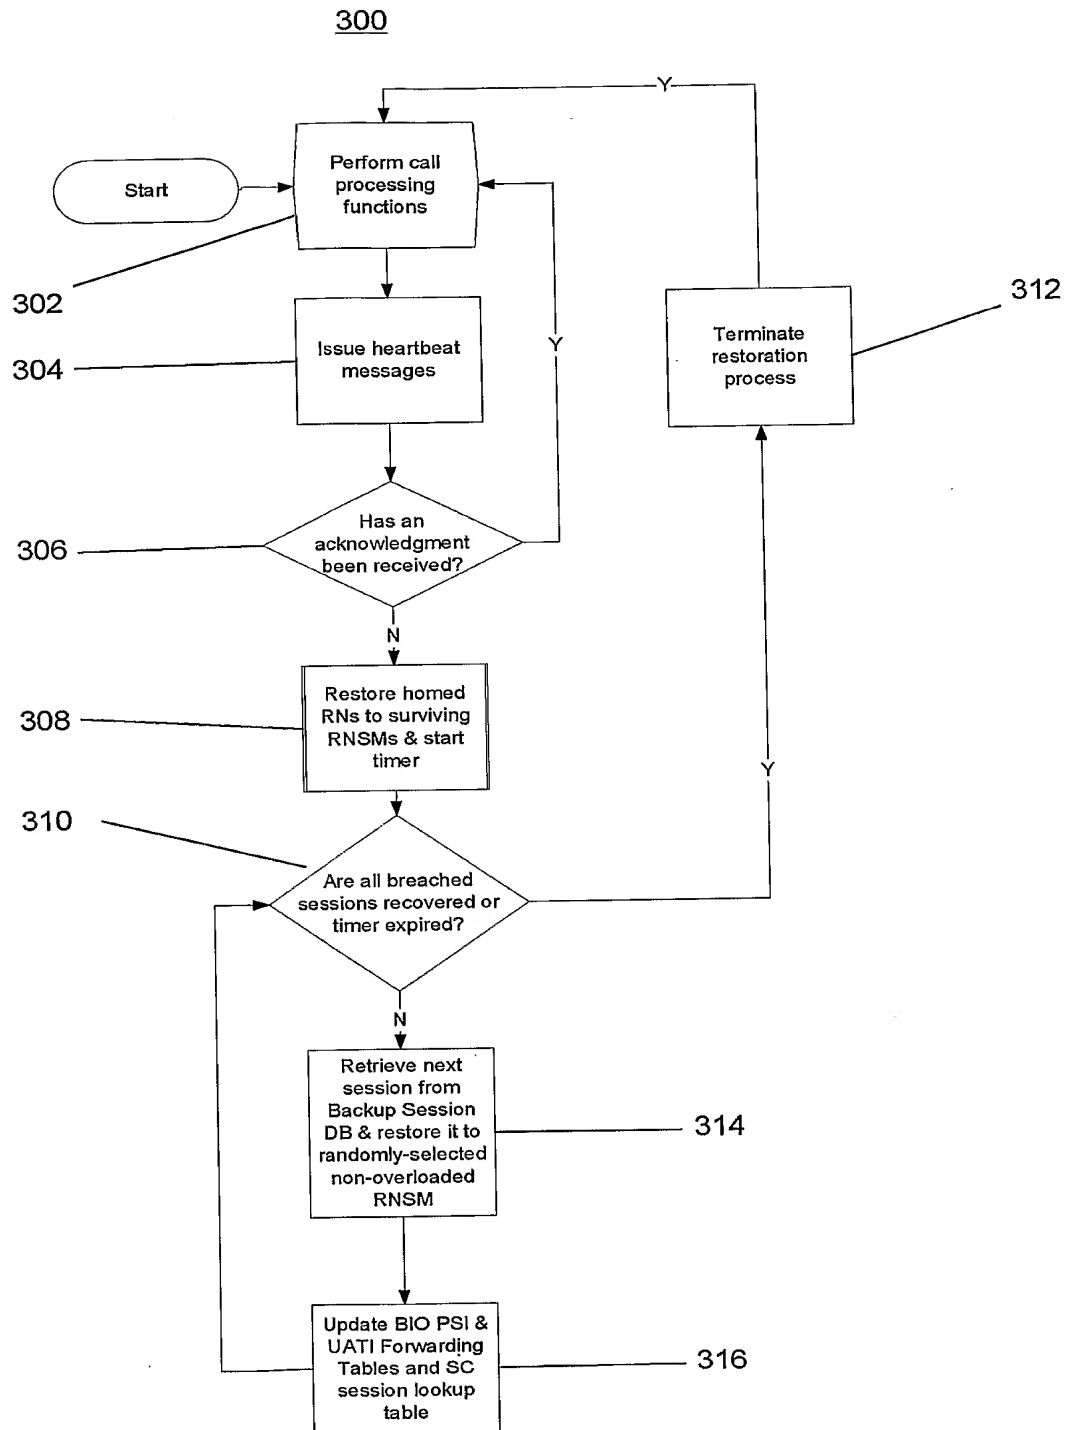 300
Y
Perform call
processing
functions
Start
302
312
Terminate
restoration
process
Issue heartbeat
messages
304
Y
Has an
acknowledgment
been received?
306
N
Restore homed
RNs to surviving
RNSMs & start
timer
308
Y
310
Are all breached
sessions recovered or
timer expired?
N
Retrieve next
session from
Backup Session
DB & restore it to
randomly-selected
non-overloaded
RNSM
314
Update BIO PSI &
UATI Forwarding
Tables and SC
session lookup
table
316